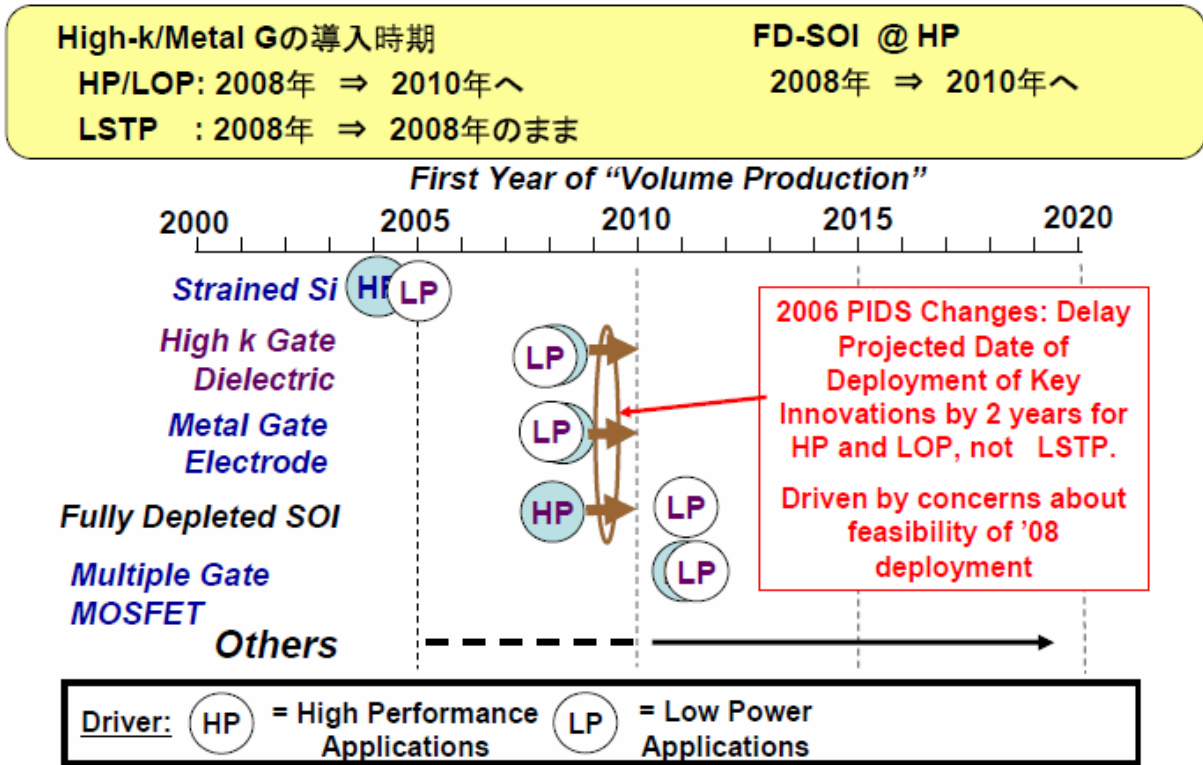 High-k/Metal Gの導入時期
HP/LOP: 2008年 ⇒ 2010年へ
LSTP : 2008年 ⇒ 2008年のまま
FD-SOI @ HP
2008年 ⇒ 2010年へ
First Year of “Volume Production”
2000 2005 2010 2015 2020
Strained Si
HP LP
High k Gate
Dielectric
LP
Metal Gate
Electrode
LP
Fully Depleted SOI
HP LP
Multiple Gate
MOSFET
LP
Others
2006 PIDS Changes: Delay
Projected Date of
Deployment of Key
Innovations by 2 years for
HP and LOP, not LSTP.
Driven by concerns about
feasibility of ’08
deployment
Driver: HP = High Performance
Applications
LP = Low Power
Applications